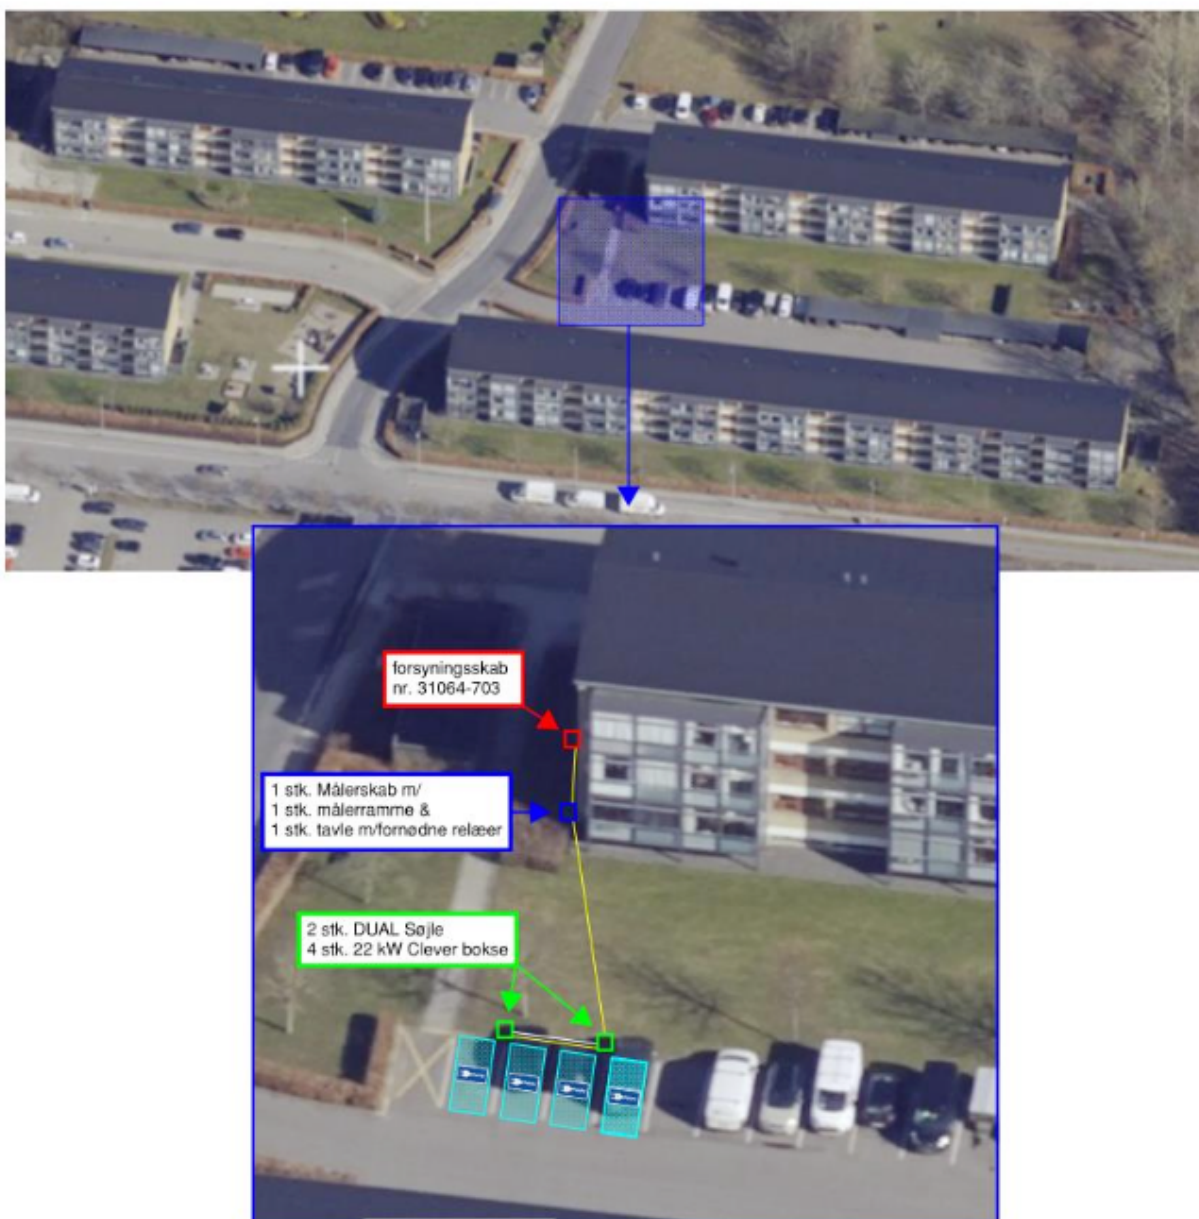 forsyningsskab
nr. 31064-703
1 stk. Målerskab m/
1 stk. målerramme &
1 stk. tavle m/fornødne relæer
2 stk. DUAL Søjle
4 stk. 22 kW Clever bokse